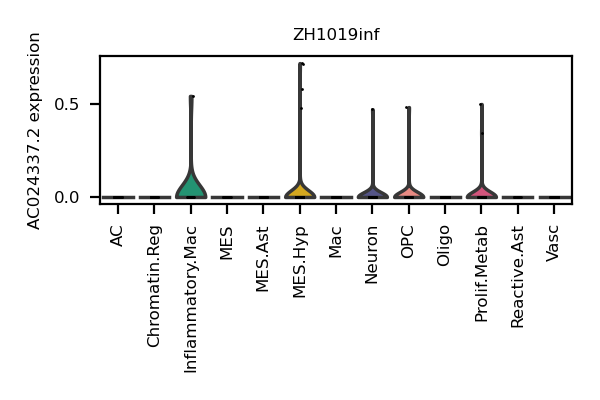 ZH1019inf
AC024337.2 expression
0.5
0.0
AC
Chromatin.Reg
Inflammatory.Mac
MES
MES.Ast
MES.Hyp
Mac
Neuron
OPC
Oligo
Prolif.Metab
Reactive.Ast
Vasc